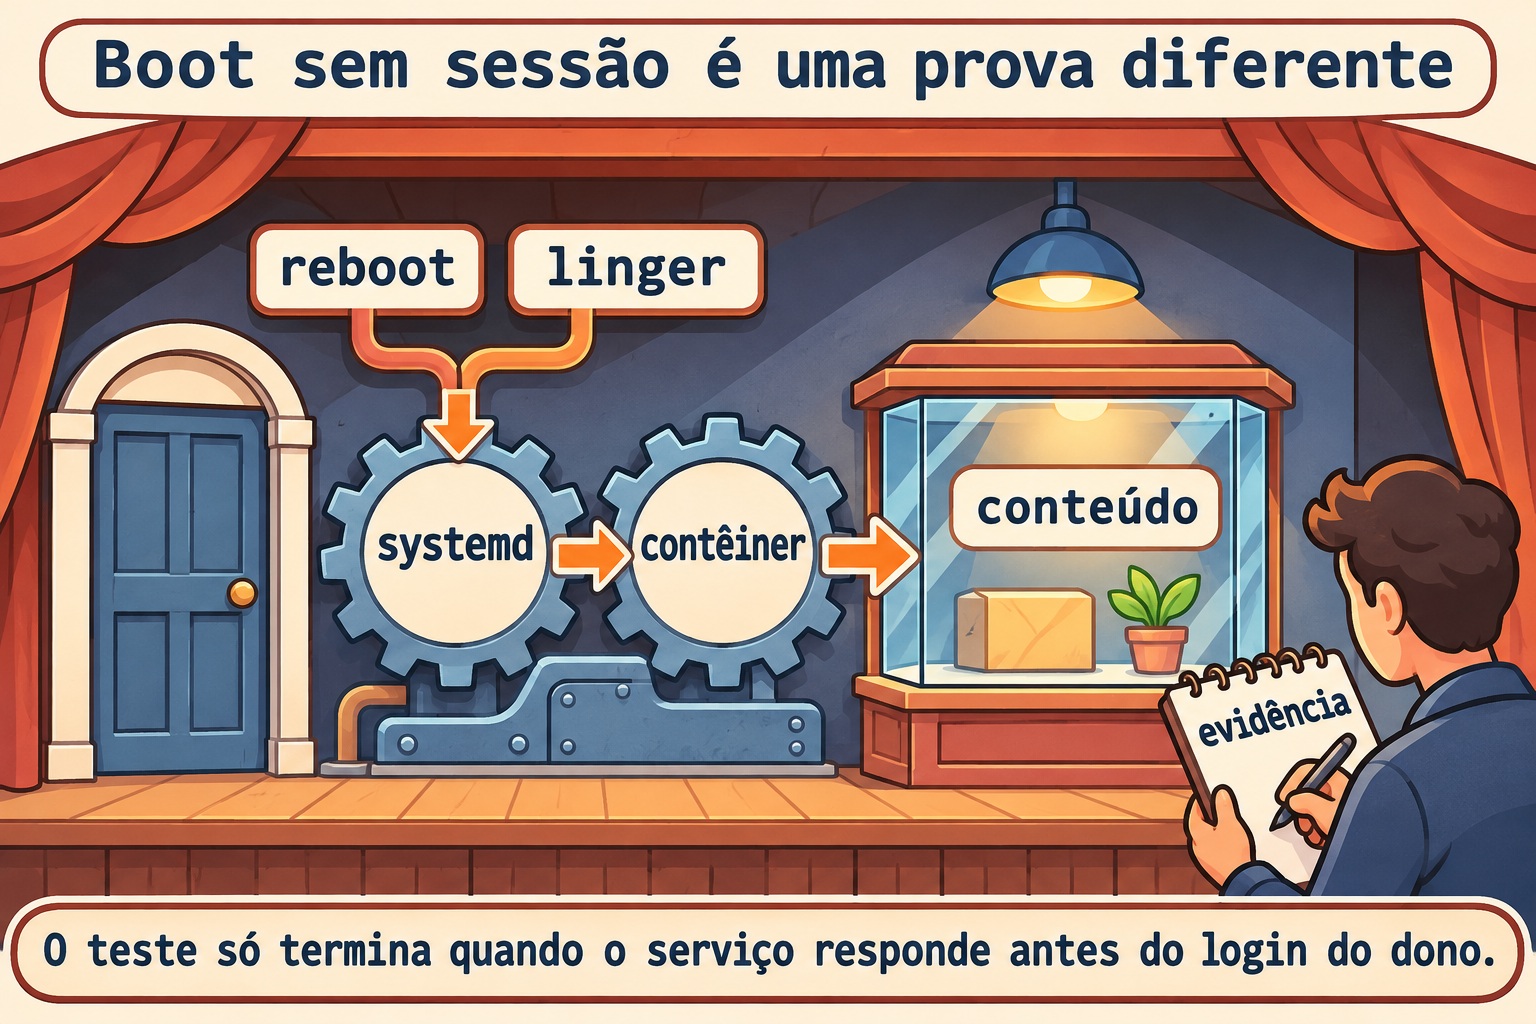 Boot sem sessão é uma prova diferente
reboot
linger
systemd
contêiner
conteúdo
evidência
O teste só termina quando o serviço responde antes do login do dono.